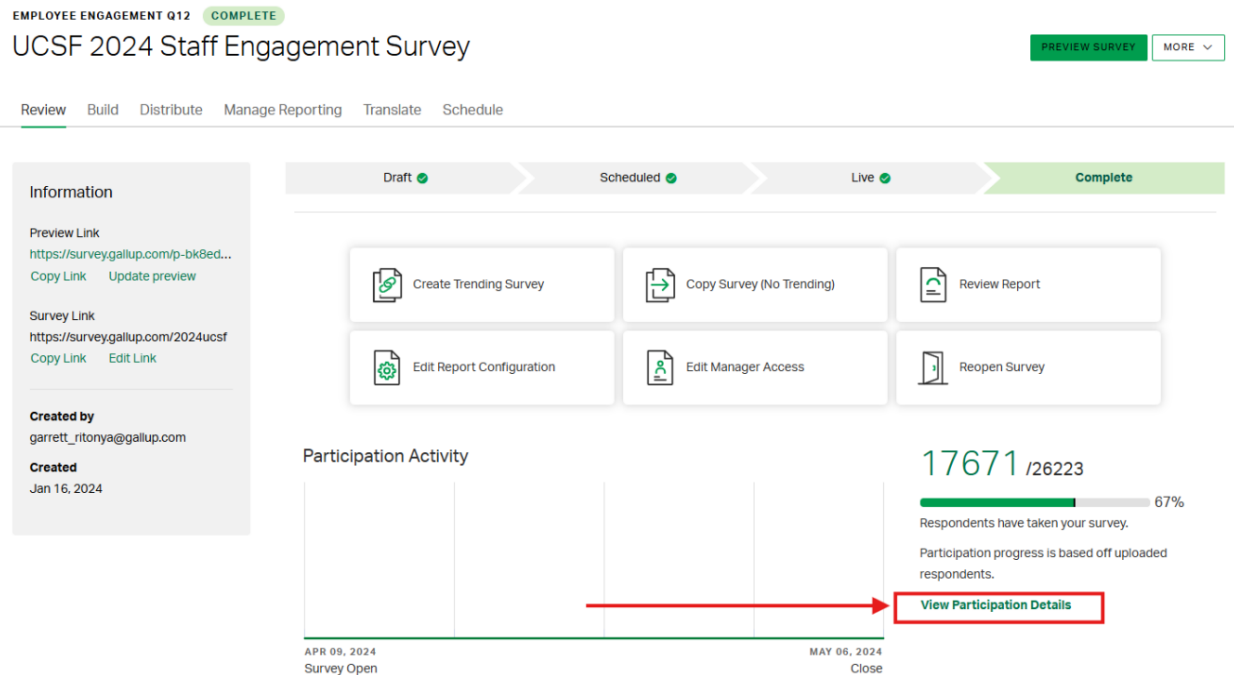 EMPLOYEE ENGAGEMENT Q12 COMPLETE
UCSF 2024 Staff Engagement Survey
PREVIEW SURVEY
MORE
Review Build Distribute Manage Reporting Translate Schedule
Information
Preview Link
https://survey.gallup.com/p-bk8ed...
Copy Link Update preview
Survey Link
https://survey.gallup.com/2024ucsf
Copy Link Edit Link
Created by
garrett_ritonya@gallup.com
Created
Jan 16, 2024
Draft Scheduled Live Complete
Create Trending Survey
Copy Survey (No Trending)
Review Report
Edit Report Configuration
Edit Manager Access
Reopen Survey
Participation Activity
APR 09, 2024
Survey Open
MAY 06, 2024
Close
17671 /26223
67%
Respondents have taken your survey.
Participation progress is based off uploaded
respondents.
View Participation Details